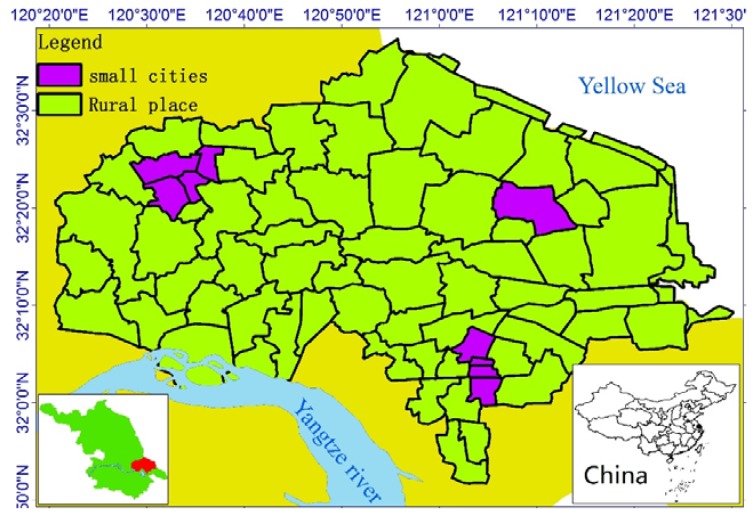 120°20'0"E 120°30'0"E 120°40'0"E 120°50'0"E 121°0'0"E 121°10'0"E 121°20'0"E 121°30'
Legend
small cities
Rural place
Yellow Sea
32°30'0"N
32°20'0"N
32°10'0"N
32°0'0"N
50'0"N
Yangtze river
China